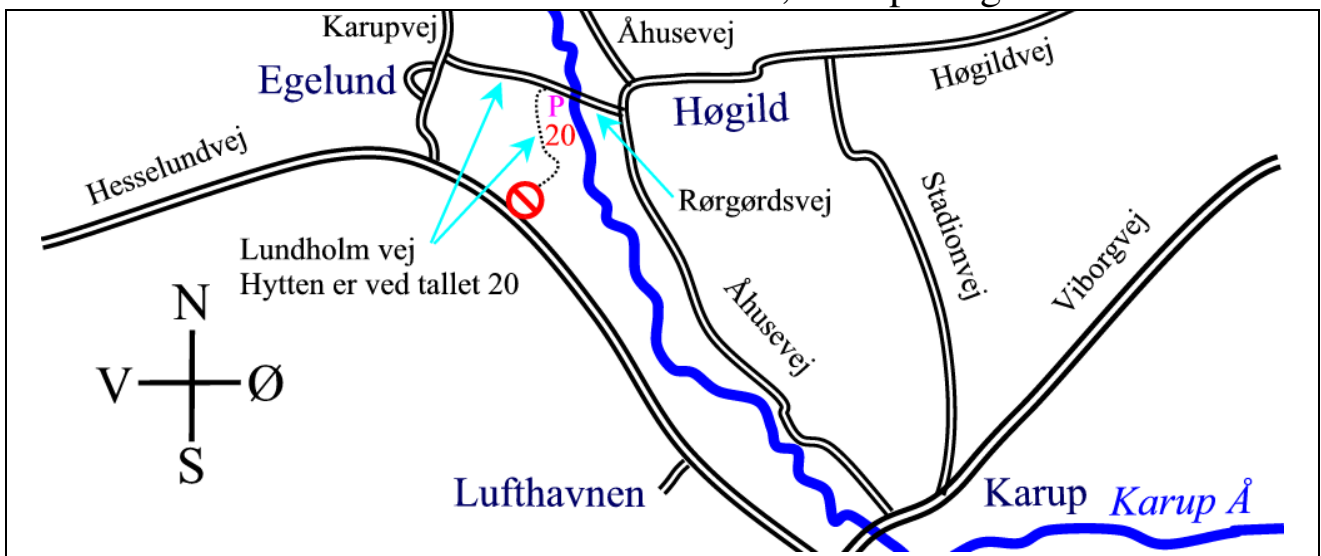 Karupvej
Åhusevej
Høgildvej
Egelund
P
20
Høgild
Hesselundvej
Rørgørdsvej
Stadionvej
Viborgvej
Lundholm vej
Hytten er ved tallet 20
Åhusevej
N
V
Ø
S
Lufthavnen
Karup
Karup Å